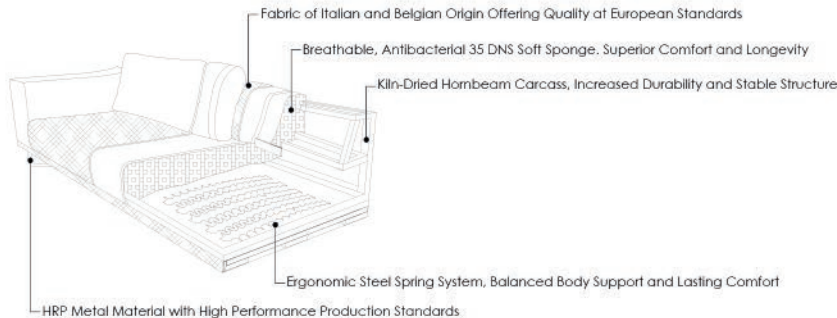 Fabric of Italian and Belgian Origin Offering Quality at European Standards
Breathable, Antibacterial 35 DNS Soft Sponge. Superior Comfort and Longevity
Kiln-Dried Hornbeam Carcass, Increased Durability and Stable Structure
Ergonomic Steel Spring System, Balanced Body Support and Lasting Comfort
HRP Metal Material with High Performance Production Standards